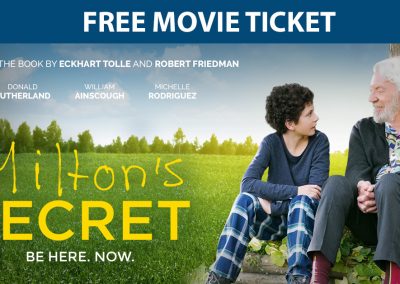 FREE MOVIE TICKET
THE BOOK BY ECKHART TOLLE AND ROBERT FRIEDMAN
DONALD WILLIAM MICHELLE
UTHERLAND AINSCOUGH RODRIGUEZ
Milton's
ECRET
BE HERE. NOW.